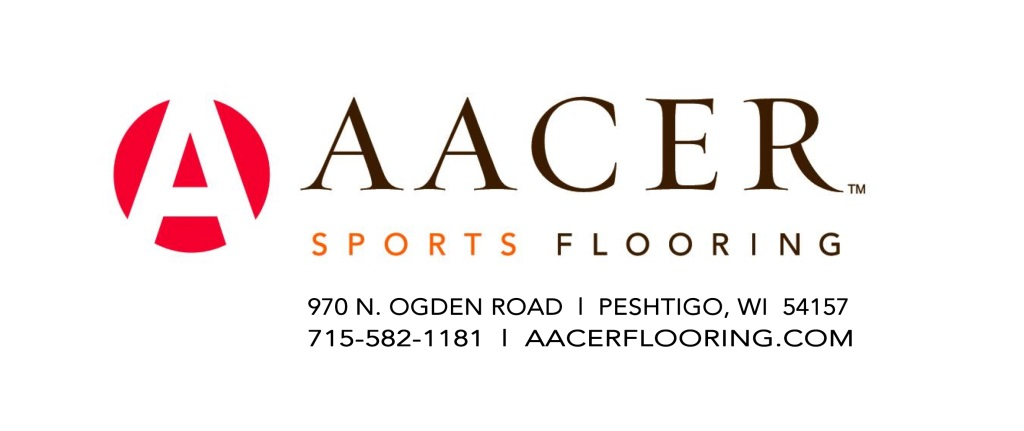 A AACER™
SPORTS FLOORING
970 N. OGDEN ROAD | PESHTIGO, WI 54157
715-582-1181 | AACERFLOORING.COM